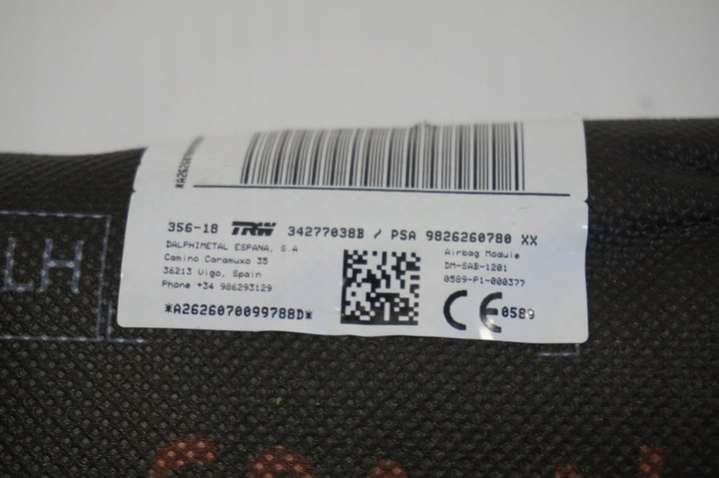 356-18 TRW 34277038B / PSA 9826260780 XX
DALPHIMETAL ESPANA, S.A
Camino Caramuxo 35
36213 Vigo, Spain
Phone +34 986293129
*A2626070099788D*
Airbag Module
DM-SAB-1201
0589-P1-000377
CE 0589
LH